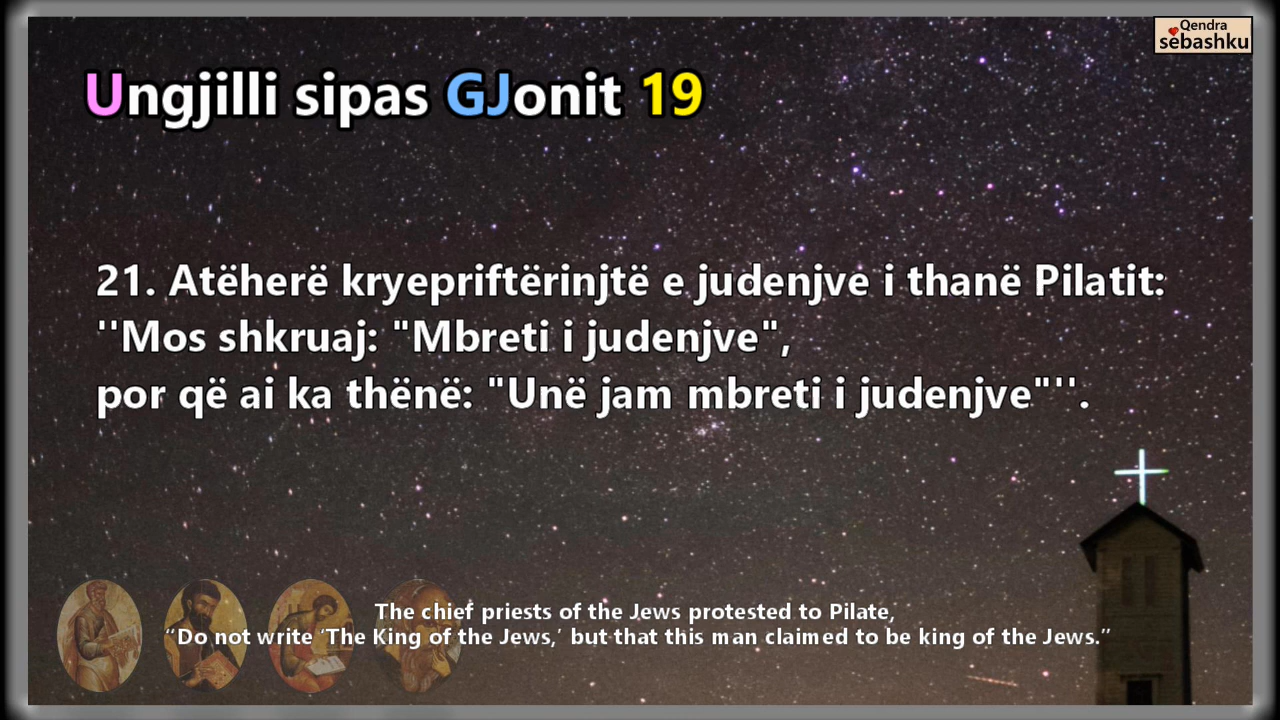 Qendra
sëbashku
Ungjilli sipas GJonit 19
21. Atëherë kryepriftërinjtë e judenjve i thanë Pilatit:
''Mos shkruaj: "Mbreti i judenjve",
por që ai ka thënë: "Unë jam mbreti i judenjve"''.
The chief priests of the Jews protested to Pilate,
“Do not write ‘The King of the Jews,’ but that this man claimed to be king of the Jews.”